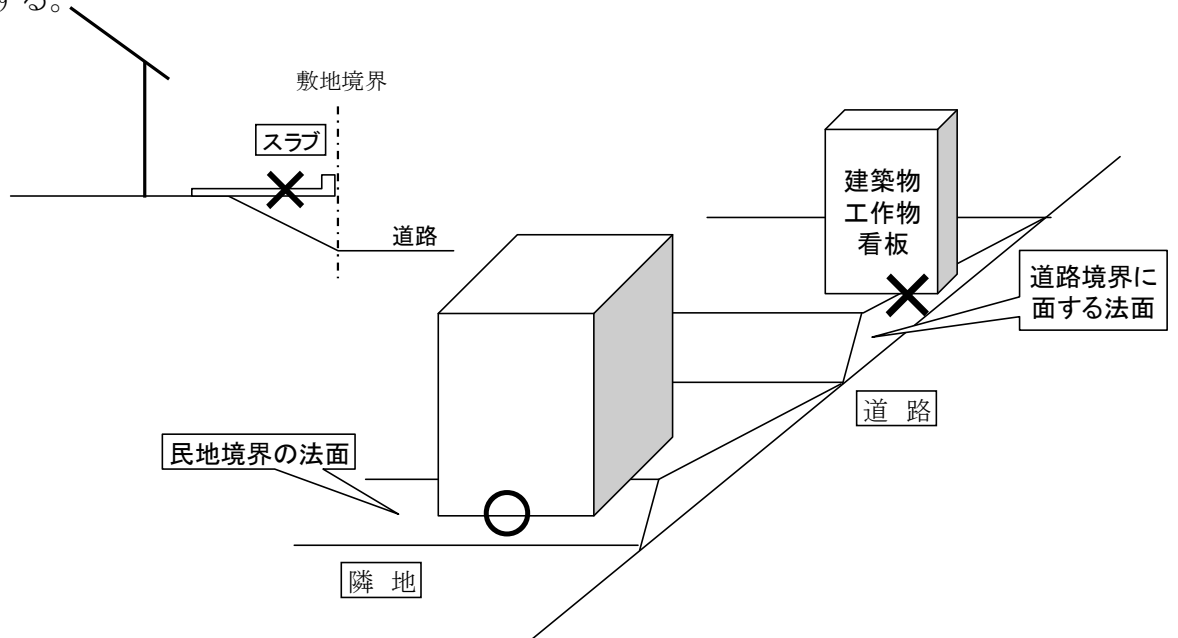 する。
敷地境界
スラブ
道路
建築物
工作物
看板
道路境界に
面する法面
道 路
民地境界の法面
隣 地